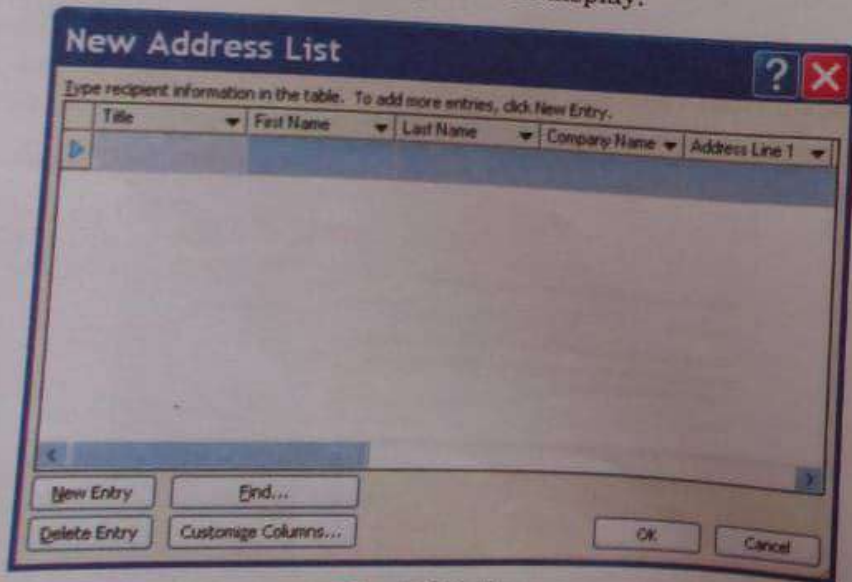 display.
New Address List
? X
Type recipient information in the table. To add more entries, click New Entry.
Title First Name Last Name Company Name Address Line 1
New Entry Find...
Delete Entry Customize Columns... OK Cancel